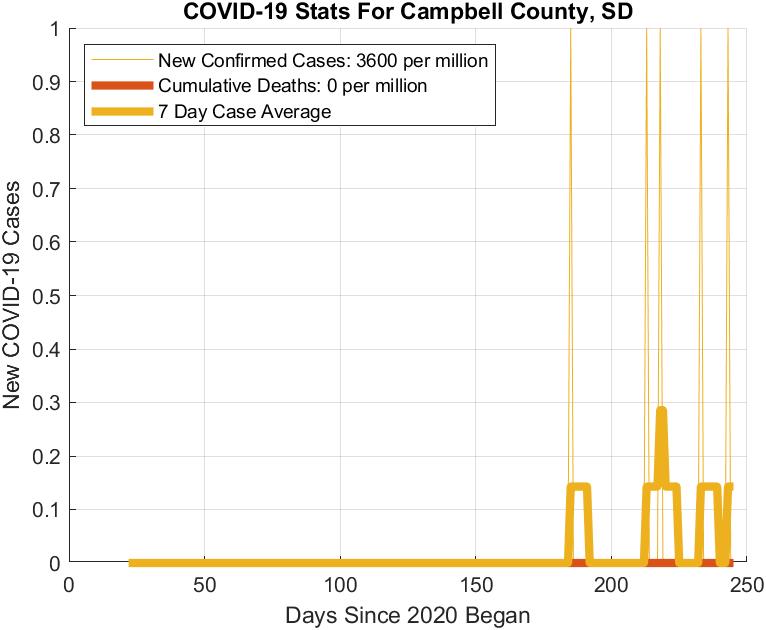 COVID-19 Stats For Campbell County, SD
New Confirmed Cases: 3600 per million
Cumulative Deaths: 0 per million
7 Day Case Average
New COVID-19 Cases
1
0.9
0.8
0.7
0.6
0.5
0.4
0.3
0.2
0.1
0
0 50 100 150 200 250
Days Since 2020 Began